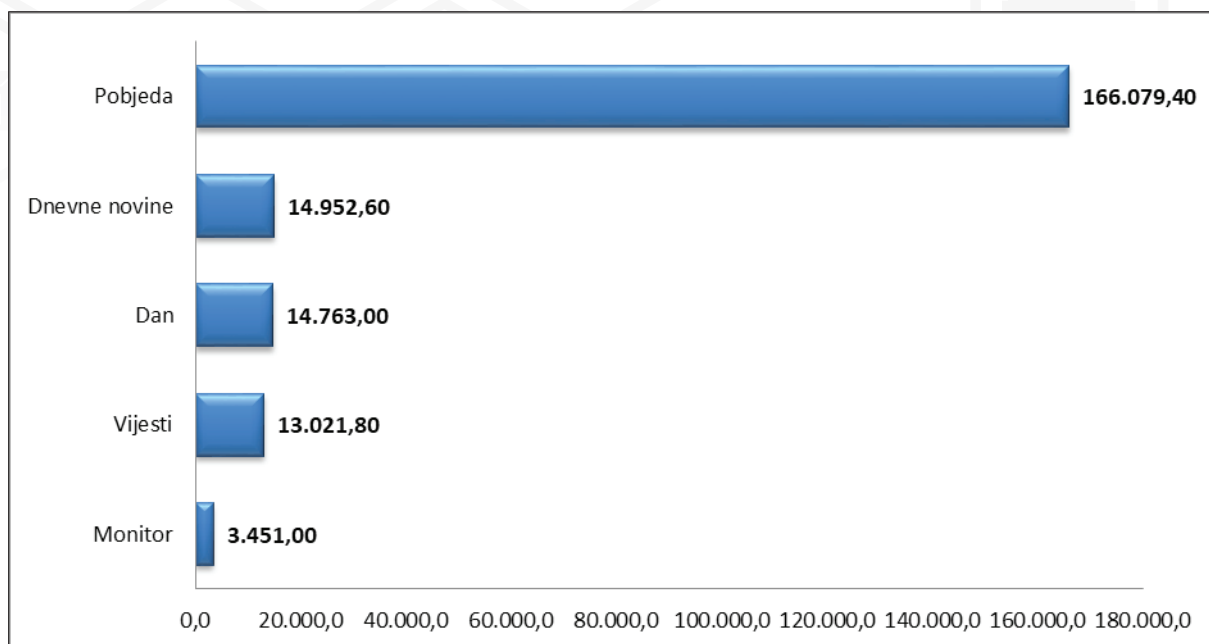 Pobjeda 166.079,40
Dnevne novine 14.952,60
Dan 14.763,00
Vijesti 13.021,80
Monitor 3.451,00
0,0 20.000,0 40.000,0 60.000,0 80.000,0 100.000,0 120.000,0 140.000,0 160.000,0 180.000,0